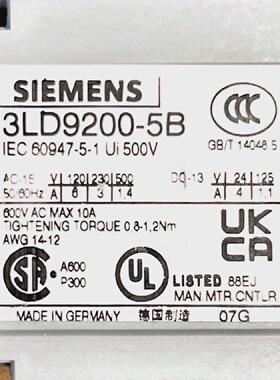 SIEMENS
3LD9200-5B
IEC 60947-5-1 Ui 500V
GB/T 14048.5
AC-15 V 120 230 500
50/60Hz A 6 3 1,4
DC-13 V 24 125
A 4 1,1
600V AC MAX 10A
TIGHTENING TORQUE 0.8-1,2Nm
AWG 14-12
UK
CA
A600
P300
UL
LISTED 88EJ
MAN.MTR.CNTLR
MADE IN GERMANY 德国制造 07G